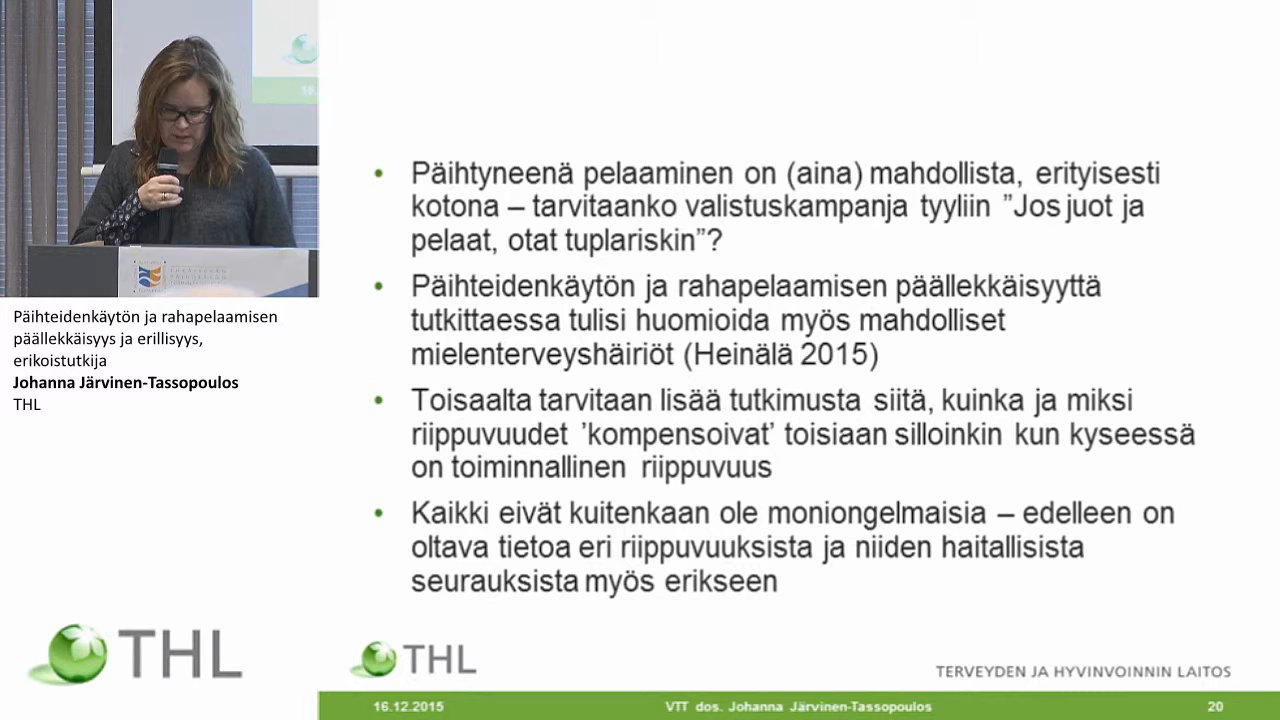 Päihtyneenä pelaaminen on (aina) mahdollista, erityisesti
kotona – tarvitaanko valistuskampanja tyyliin ”Jos juot ja
pelaat, otat tuplariskin”?
Päihteidenkäytön ja rahapelaamisen päällekkäisyyttä
tutkittaessa tulisi huomioida myös mahdolliset
mielenterveyshäiriöt (Heinälä 2015)
Toisaalta tarvitaan lisää tutkimusta siitä, kuinka ja miksi
riippuvuudet ’kompensoivat’ toisiaan silloinkin kun kyseessä
on toiminnallinen riippuvuus
Kaikki eivät kuitenkaan ole moniongelmaisia – edelleen on
oltava tietoa eri riippuvuuksista ja niiden haitallisista
seurauksista myös erikseen
Päihteidenkäytön ja rahapelaamisen
päällekkäisyys ja erillisyys,
erikoistutkija
Johanna Järvinen-Tassopoulos
THL
THL
THL
TERVEYDEN JA HYVINVOINNIN LAITOS
16.12.2015
VTT dos. Johanna Järvinen-Tassopoulos
20